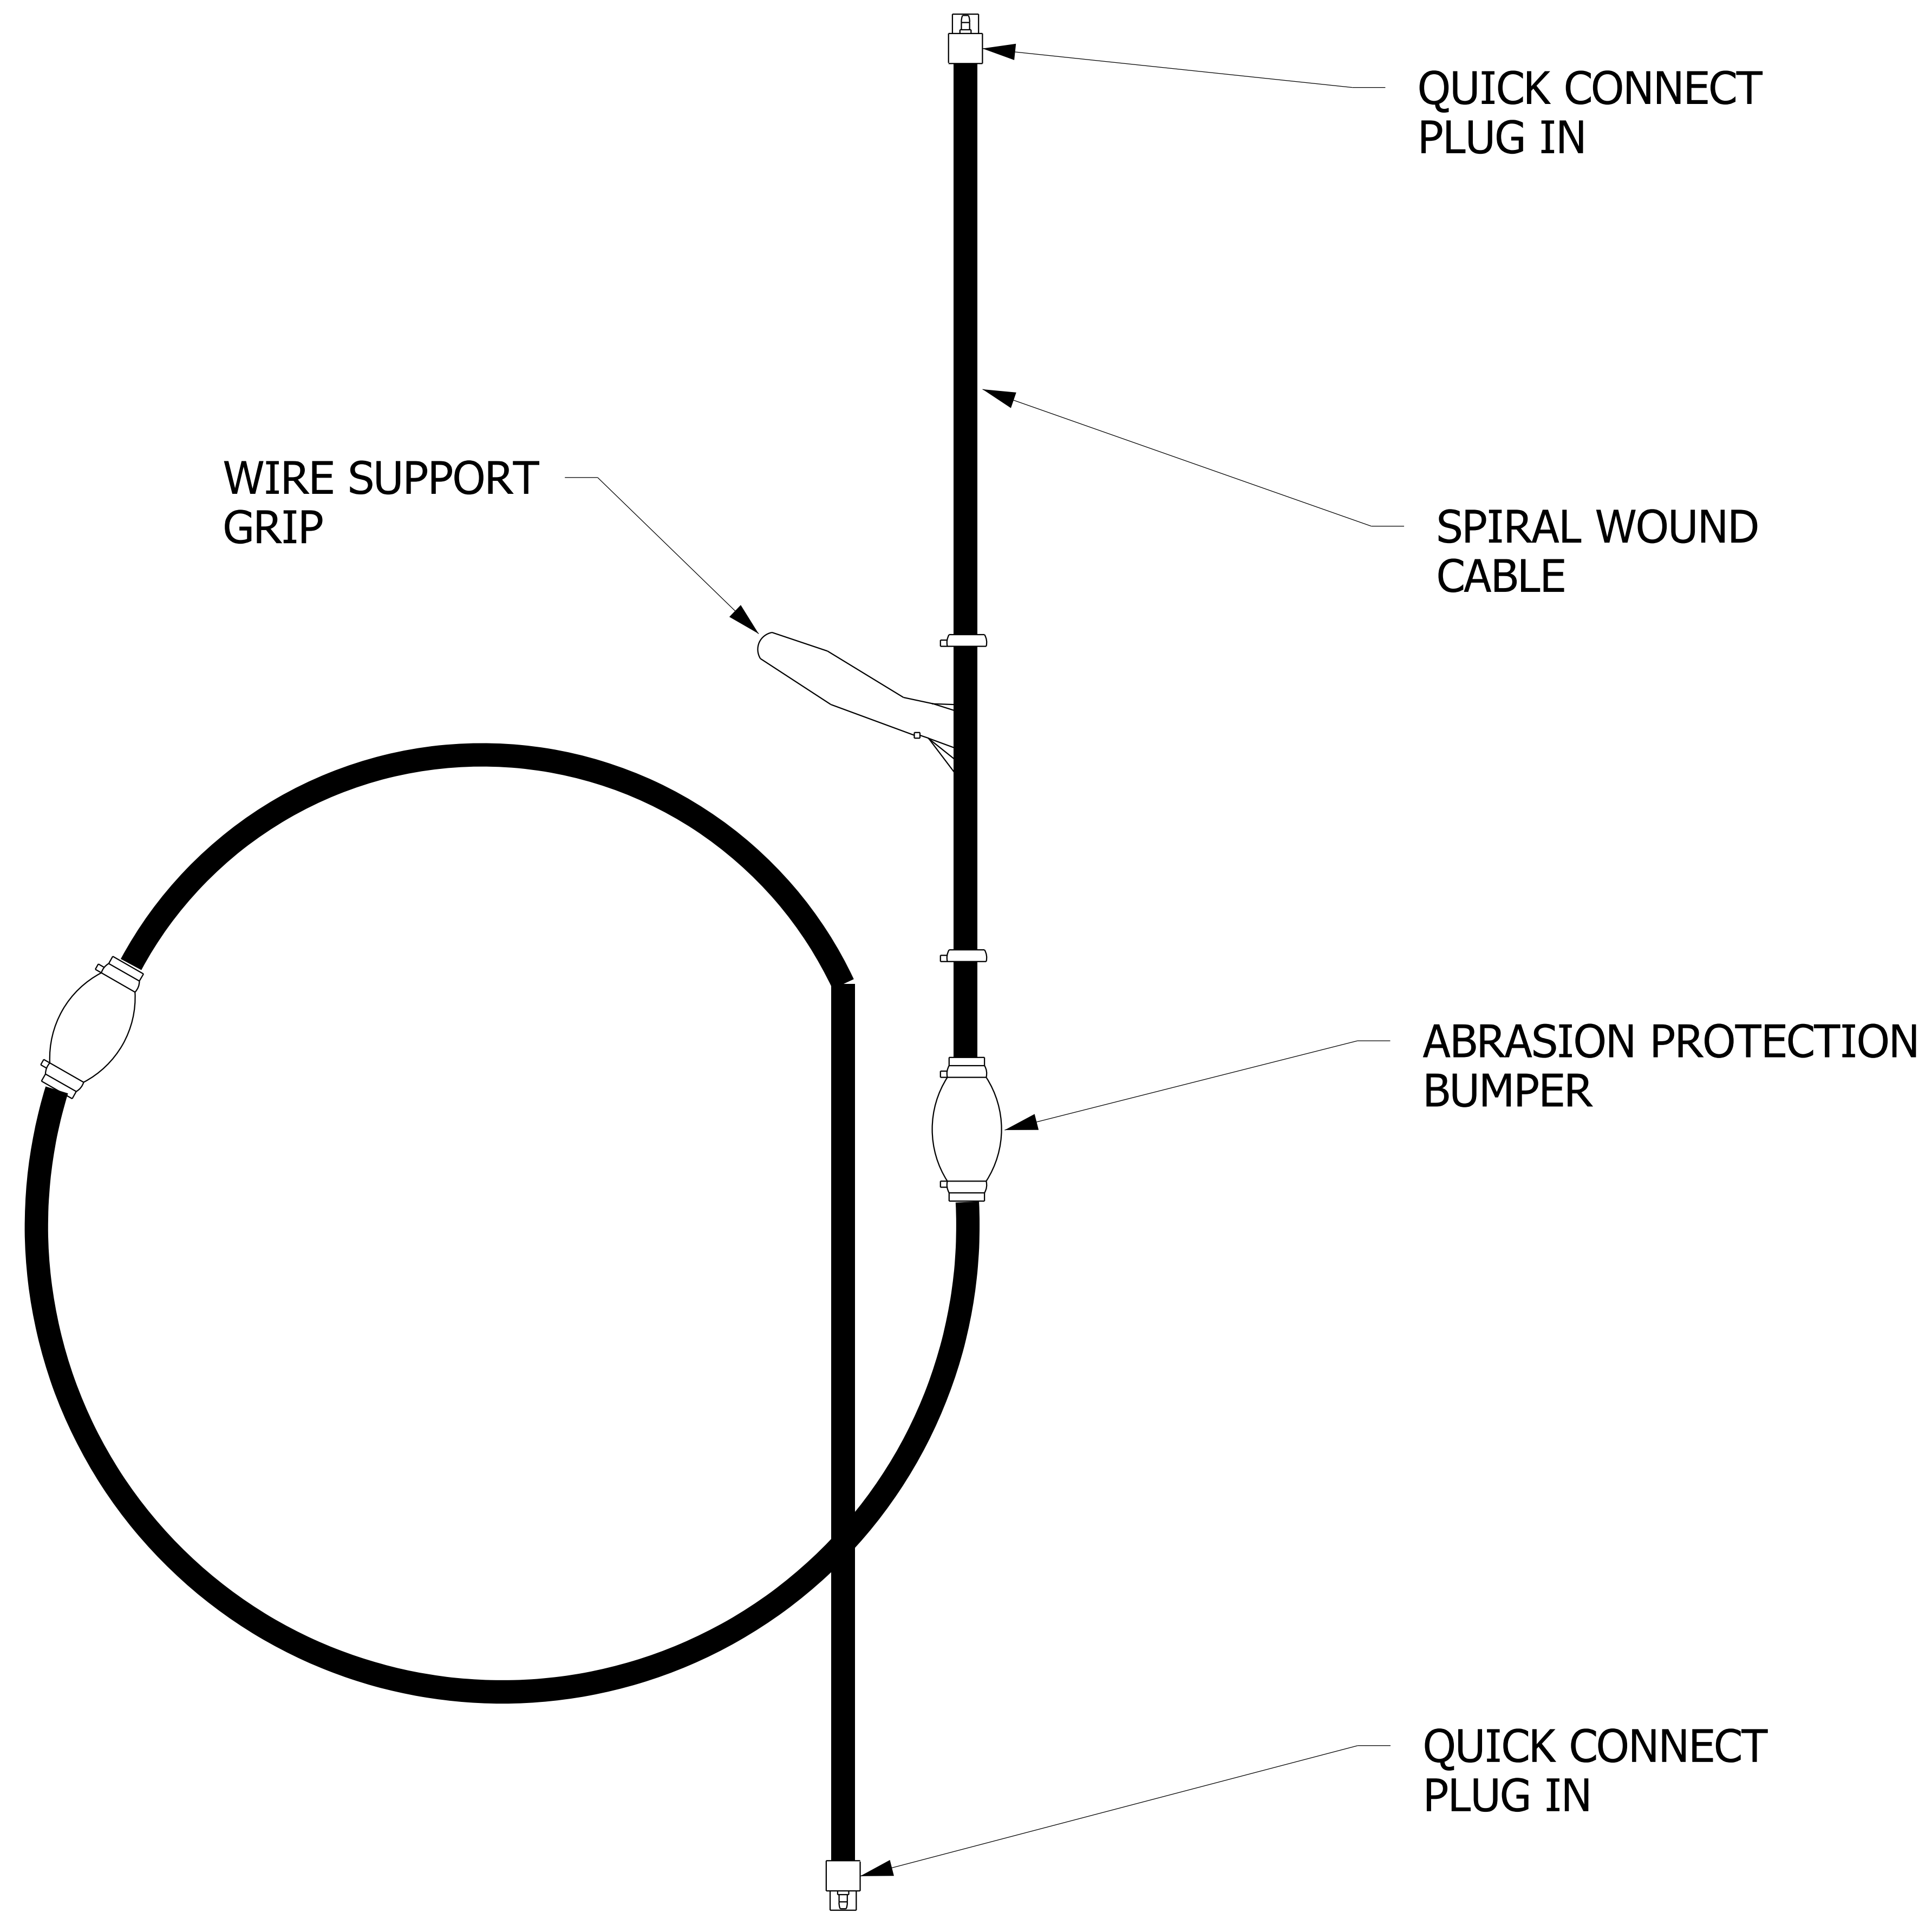 QUICK CONNECT
PLUG IN
WIRE SUPPORT
GRIP
SPIRAL WOUND
CABLE
ABRASION PROTECTION
BUMPER
QUICK CONNECT
PLUG IN